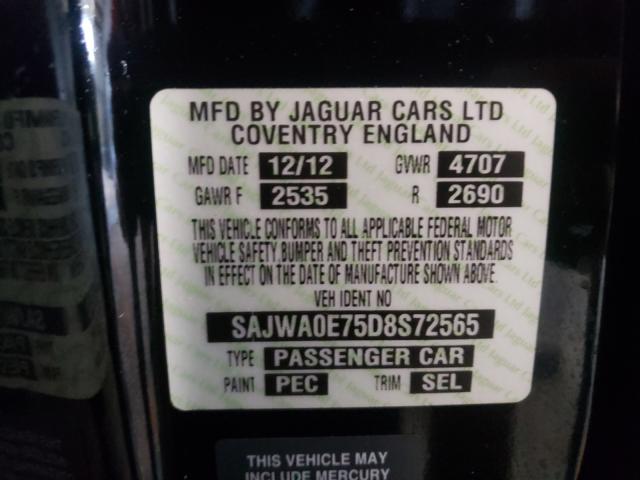 MFD BY JAGUAR CARS LTD
COVENTRY ENGLAND
MFD DATE 12/12 GVWR 4707
GAWR F 2535 R 2690
THIS VEHICLE CONFORMS TO ALL APPLICABLE FEDERAL MOTOR
VEHICLE SAFETY, BUMPER AND THEFT PREVENTION STANDARDS
IN EFFECT ON THE DATE OF MANUFACTURE SHOWN ABOVE.
VEH IDENT NO
SAJWA0E75D8S72565
TYPE PASSENGER CAR
PAINT PEC TRIM SEL
THIS VEHICLE MAY
INCLUDE MERCURY